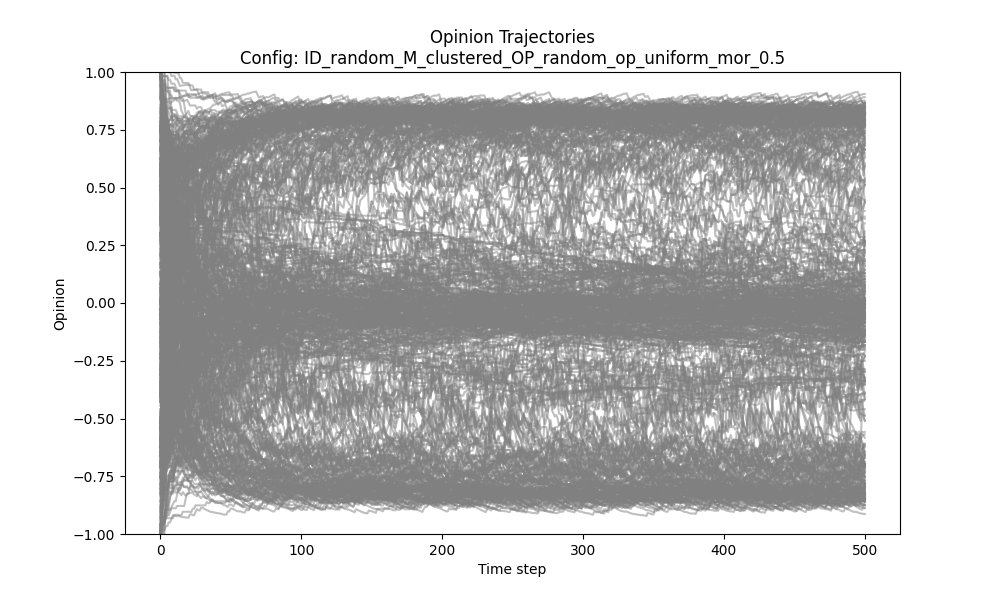 Opinion Trajectories
Config: ID_random_M_clustered_OP_random_op_uniform_mor_0.5
1.00
0.75
0.50
0.25
0.00
−0.25
−0.50
−0.75
−1.00
Opinion
0 100 200 300 400 500
Time step